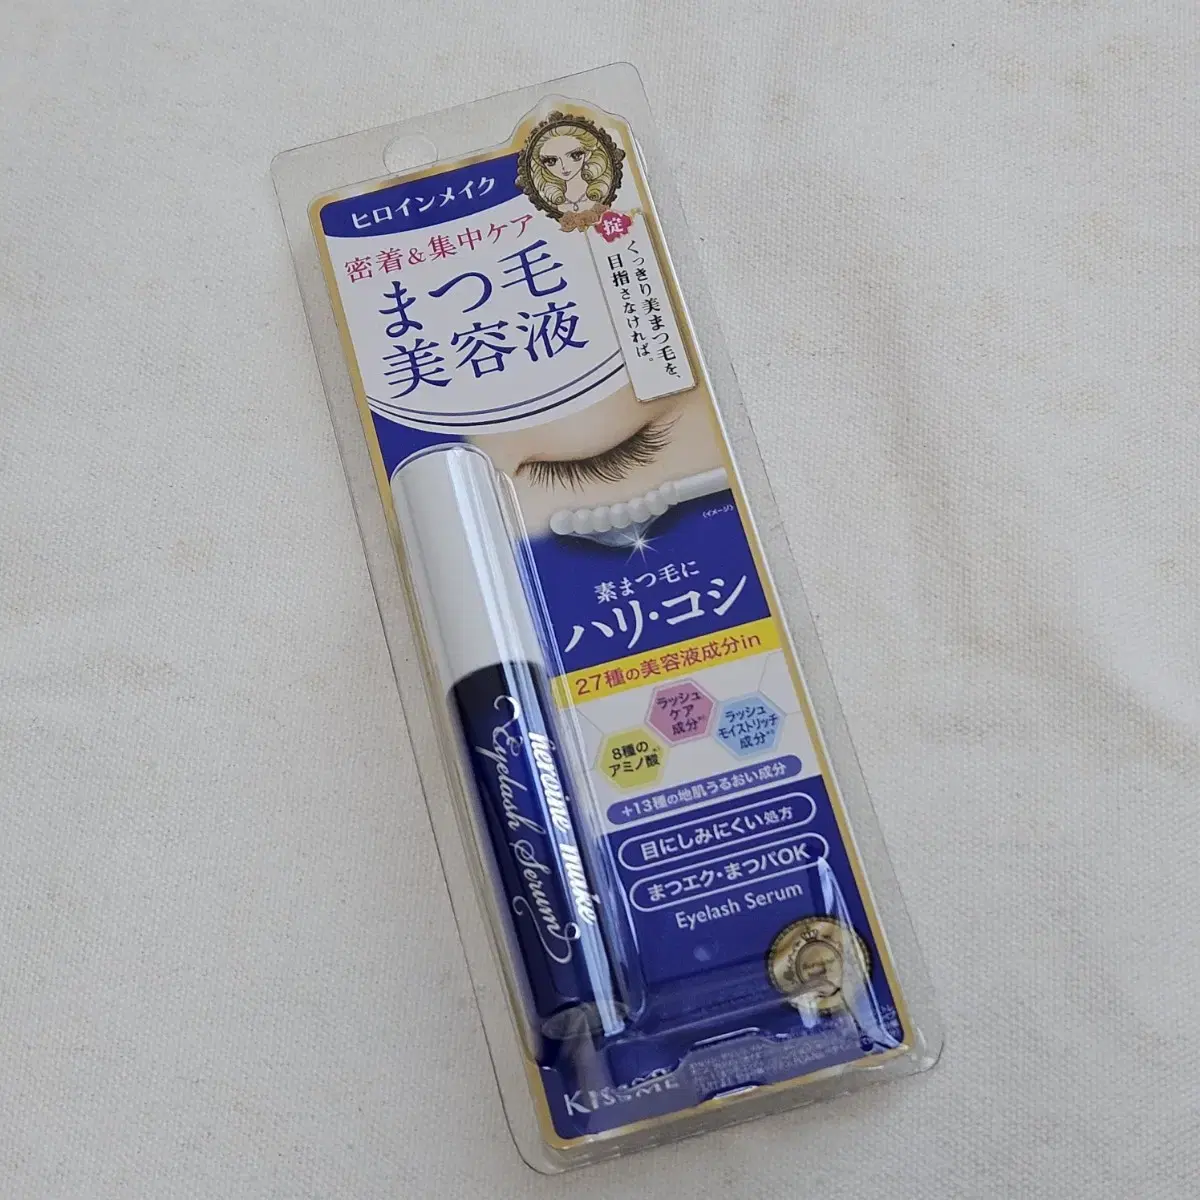 ヒロインメイク
密着&集中ケア
まつ毛
美容液
掟
くっきり美まつ毛を、
目指さなければ。
〈イメージ〉
素まつ毛に
ハリ・コシ
27種の美容液成分in
ラッシュ
ケア
成分
ラッシュ
モイストリッチ
成分
8種の
アミノ酸
+13種の地肌うるおい成分
目にしみにくい処方
まつエク・まつパOK
Eyelash Serum
heroine make
Eyelash Serum
KISSME